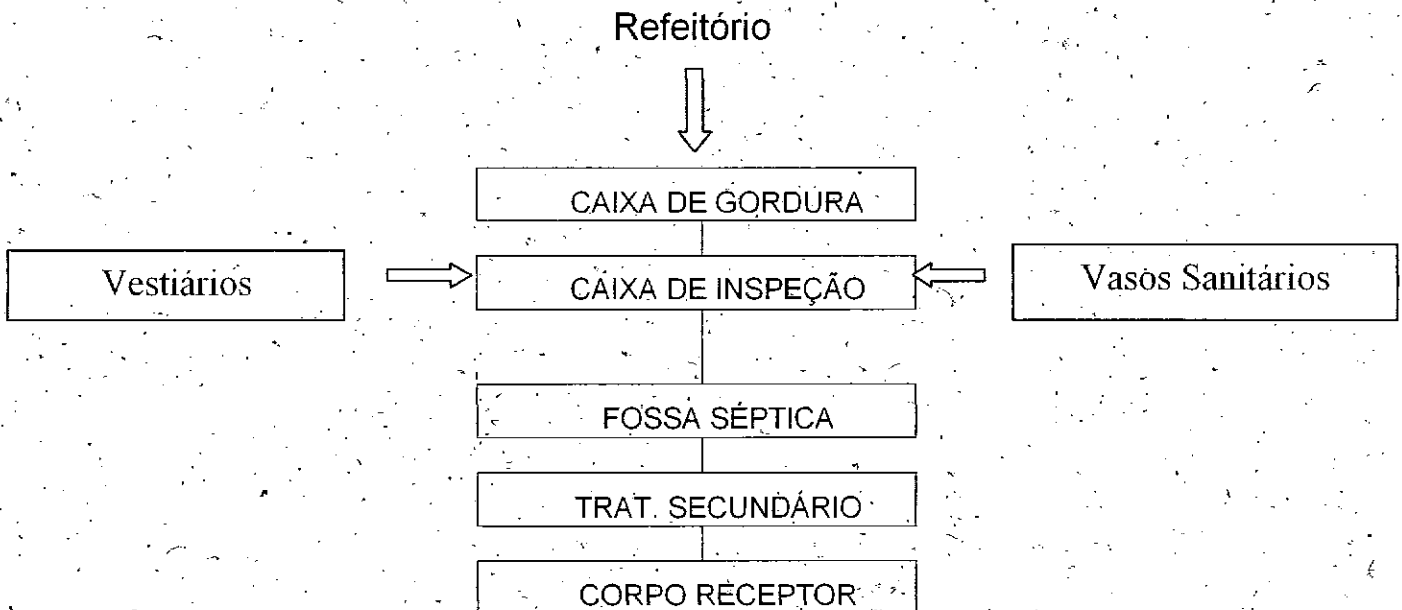 Refeitório
CAIXA DE GORDURA
Vestiários
CAIXA DE INSPEÇÃO
Vasos Sanitários
FOSSA SÉPTICA
TRAT. SECUNDÁRIO
CORPO RECEPTOR